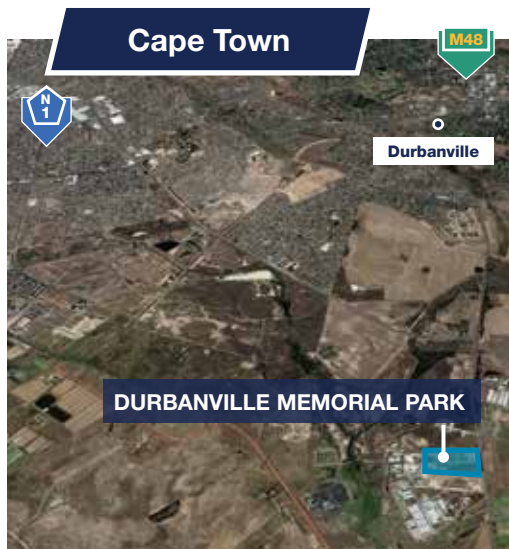 Cape Town
M48
N
1
Durbanville
DURBANVILLE MEMORIAL PARK